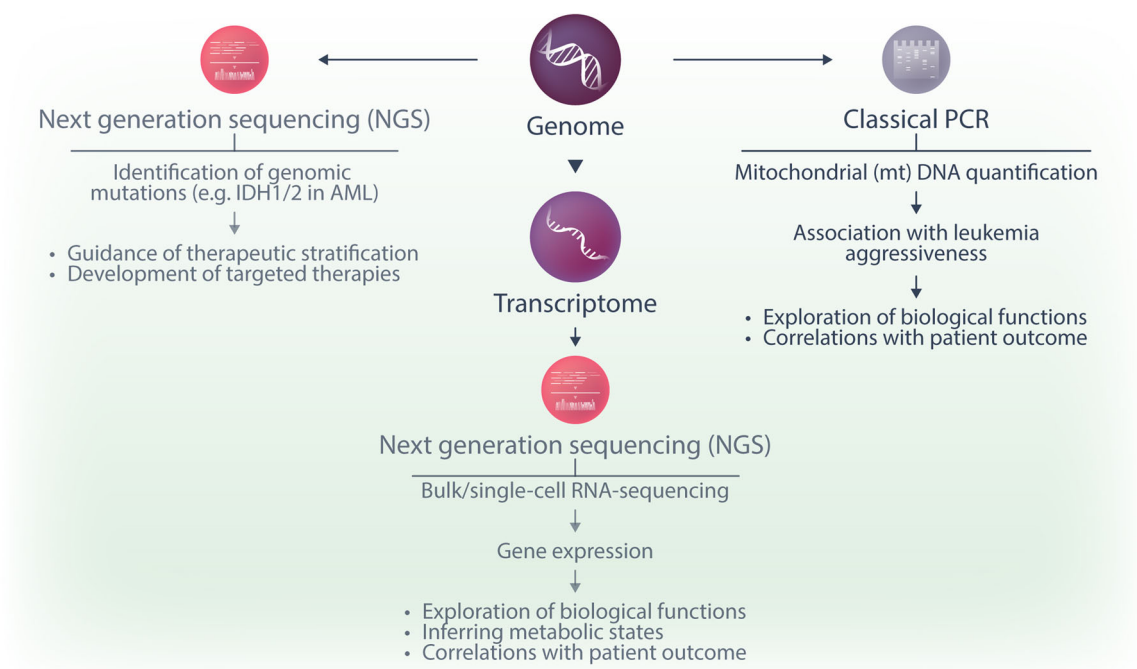 Next generation sequencing (NGS)
Identification of genomic
mutations (e.g. IDH1/2 in AML)
• Guidance of therapeutic stratification
• Development of targeted therapies
Genome
Transcriptome
Next generation sequencing (NGS)
Bulk/single-cell RNA-sequencing
Gene expression
• Exploration of biological functions
• Inferring metabolic states
• Correlations with patient outcome
Classical PCR
Mitochondrial (mt) DNA quantification
Association with leukemia
aggressiveness
• Exploration of biological functions
• Correlations with patient outcome